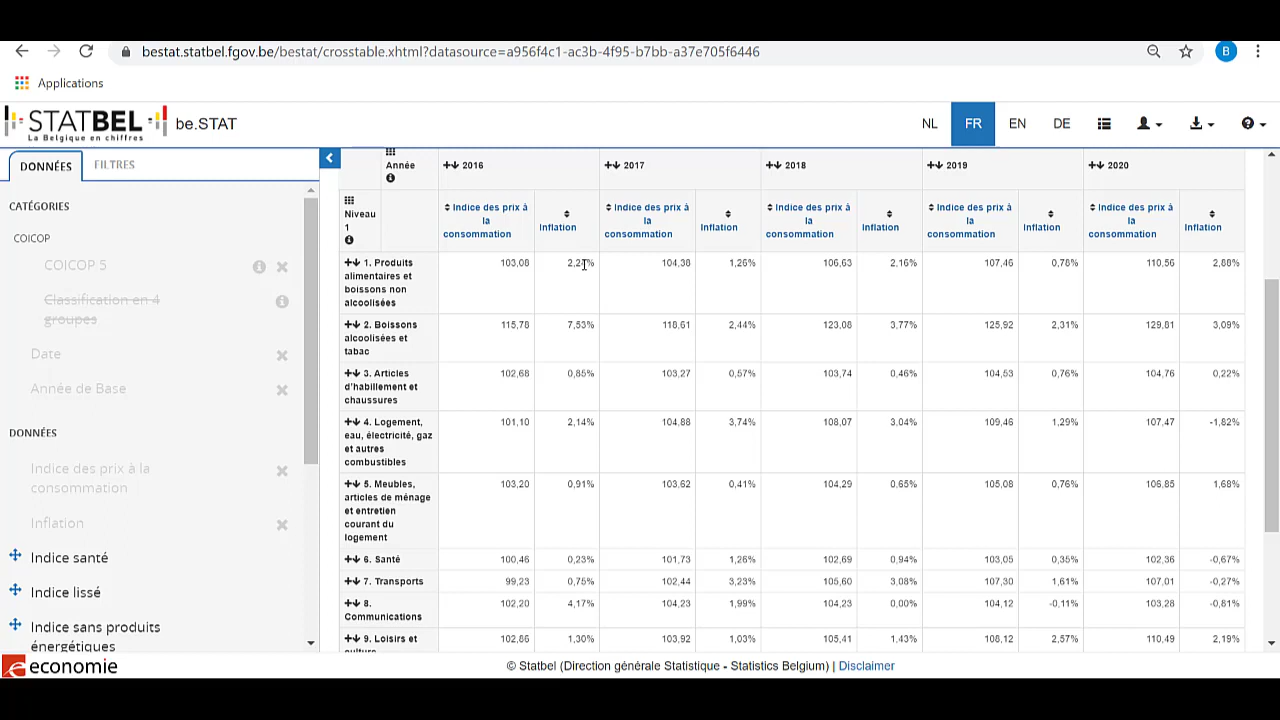 bestat.statbel.fgov.be/bestat/crosstable.xhtml?datasource=a956f4c1-ac3b-4f95-b7bb-a37e705f6446
B
Applications
STATBEL
La Belgique en chiffres
be.STAT
NL FR EN DE
DONNÉES FILTRES
Année 2016 2017 2018 2019 2020
CATÉGORIES
COICOP
COICOP 5
Classification en 4
groupes
Date
Année de Base
DONNÉES
Indice des prix à la
consommation
Inflation
Indice santé
Indice lissé
Indice sans produits
énergétiques
Niveau
1
Indice des prix à
la
consommation
Inflation
Indice des prix à
la
consommation
Inflation
Indice des prix à
la
consommation
Inflation
Indice des prix à
la
consommation
Inflation
Indice des prix à
la
consommation
Inflation
1. Produits 103,08 104,38 1,26% 106,63 2,16% 107,46 0,78% 110,56 2,88%
alimentaires et
boissons non
alcoolisées
2. Boissons 115,78 7,53% 118,61 2,44% 123,08 3,77% 125,92 2,31% 129,81 3,09%
alcoolisées et
tabac
3. Articles 102,68 0,85% 103,27 0,57% 103,74 0,46% 104,53 0,76% 104,76 0,22%
d'habillement et
chaussures
4. Logement, 101,10 2,14% 104,88 3,74% 108,07 3,04% 109,46 1,29% 107,47 -1,82%
eau, électricité, gaz
et autres
combustibles
5. Meubles, 103,20 0,91% 103,62 0,41% 104,29 0,65% 105,08 0,76% 106,85 1,68%
articles de ménage
et entretien
courant du
logement
6. Santé 100,46 0,23% 101,73 1,26% 102,69 0,94% 103,05 0,35% 102,36 -0,67%
7. Transports 99,23 0,75% 102,44 3,23% 105,60 3,08% 107,30 1,61% 107,01 -0,27%
8. 102,20 4,17% 104,23 1,99% 104,23 0,00% 104,12 -0,11% 103,28 -0,81%
Communications
9. Loisirs et 102,86 1,30% 103,92 1,03% 105,41 1,43% 108,12 2,57% 110,49 2,19%
culture
economie
© Statbel (Direction générale Statistique - Statistics Belgium) | Disclaimer